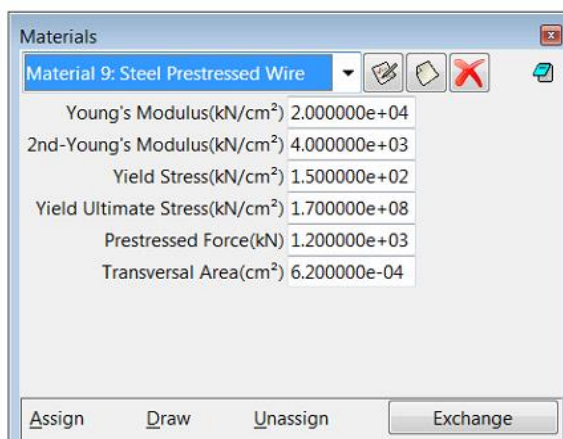 Materials
Material 9: Steel Prestressed Wire
Young's Modulus(kN/cm²) 2.000000e+04
2nd-Young's Modulus(kN/cm²) 4.000000e+03
Yield Stress(kN/cm²) 1.500000e+02
Yield Ultimate Stress(kN/cm²) 1.700000e+08
Prestressed Force(kN) 1.200000e+03
Transversal Area(cm²) 6.200000e-04
Assign Draw Unassign Exchange